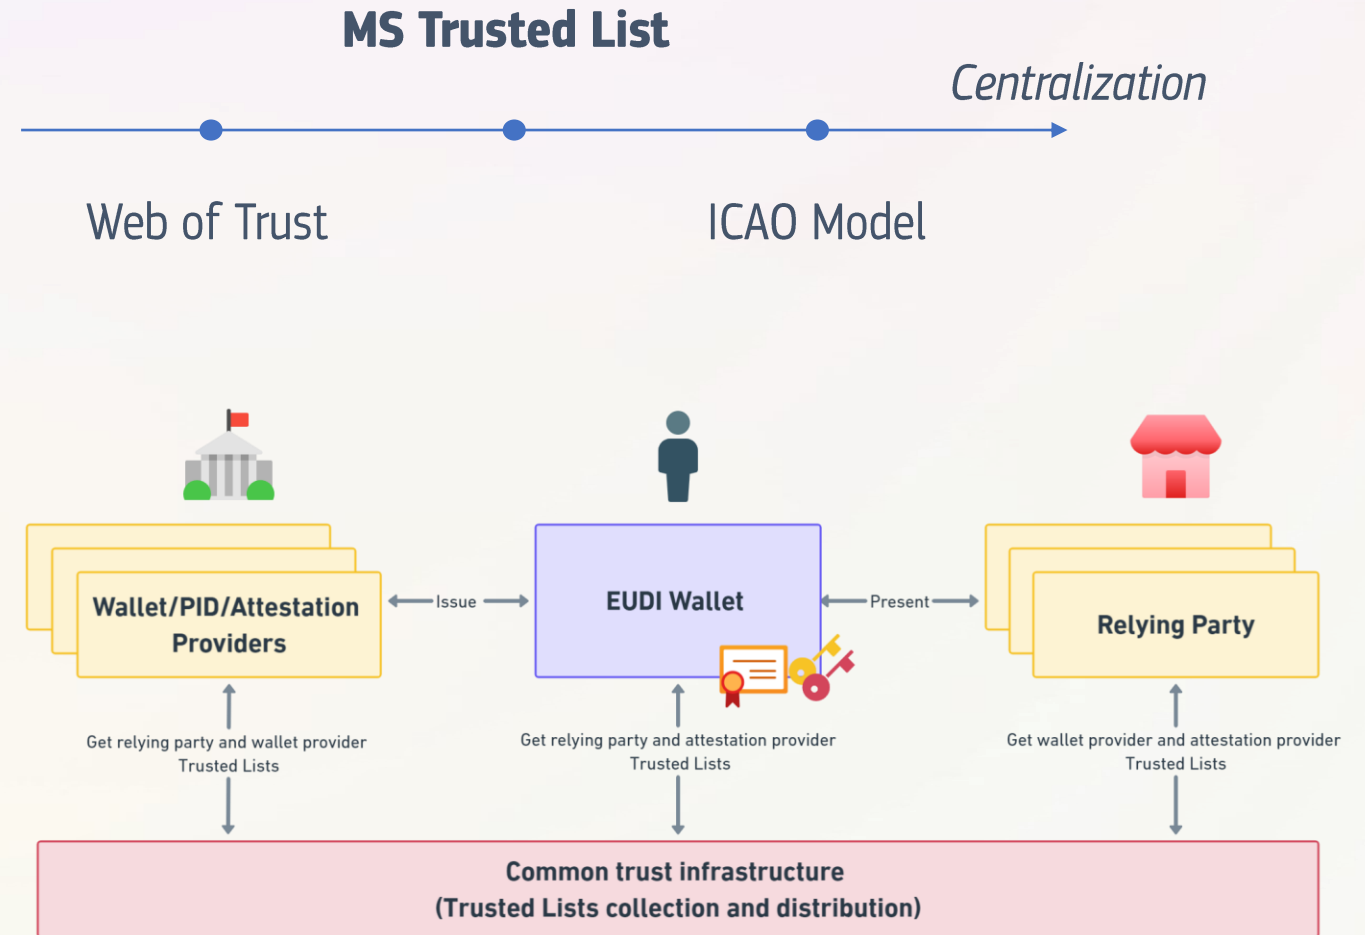 MS Trusted List
Centralization
Web of Trust
ICAO Model
Wallet/PID/Attestation
Providers
Issue
EUDI Wallet
Present
Relying Party
Get relying party and wallet provider
Trusted Lists
Get relying party and attestation provider
Trusted Lists
Get wallet provider and attestation provider
Trusted Lists
Common trust infrastructure
(Trusted Lists collection and distribution)